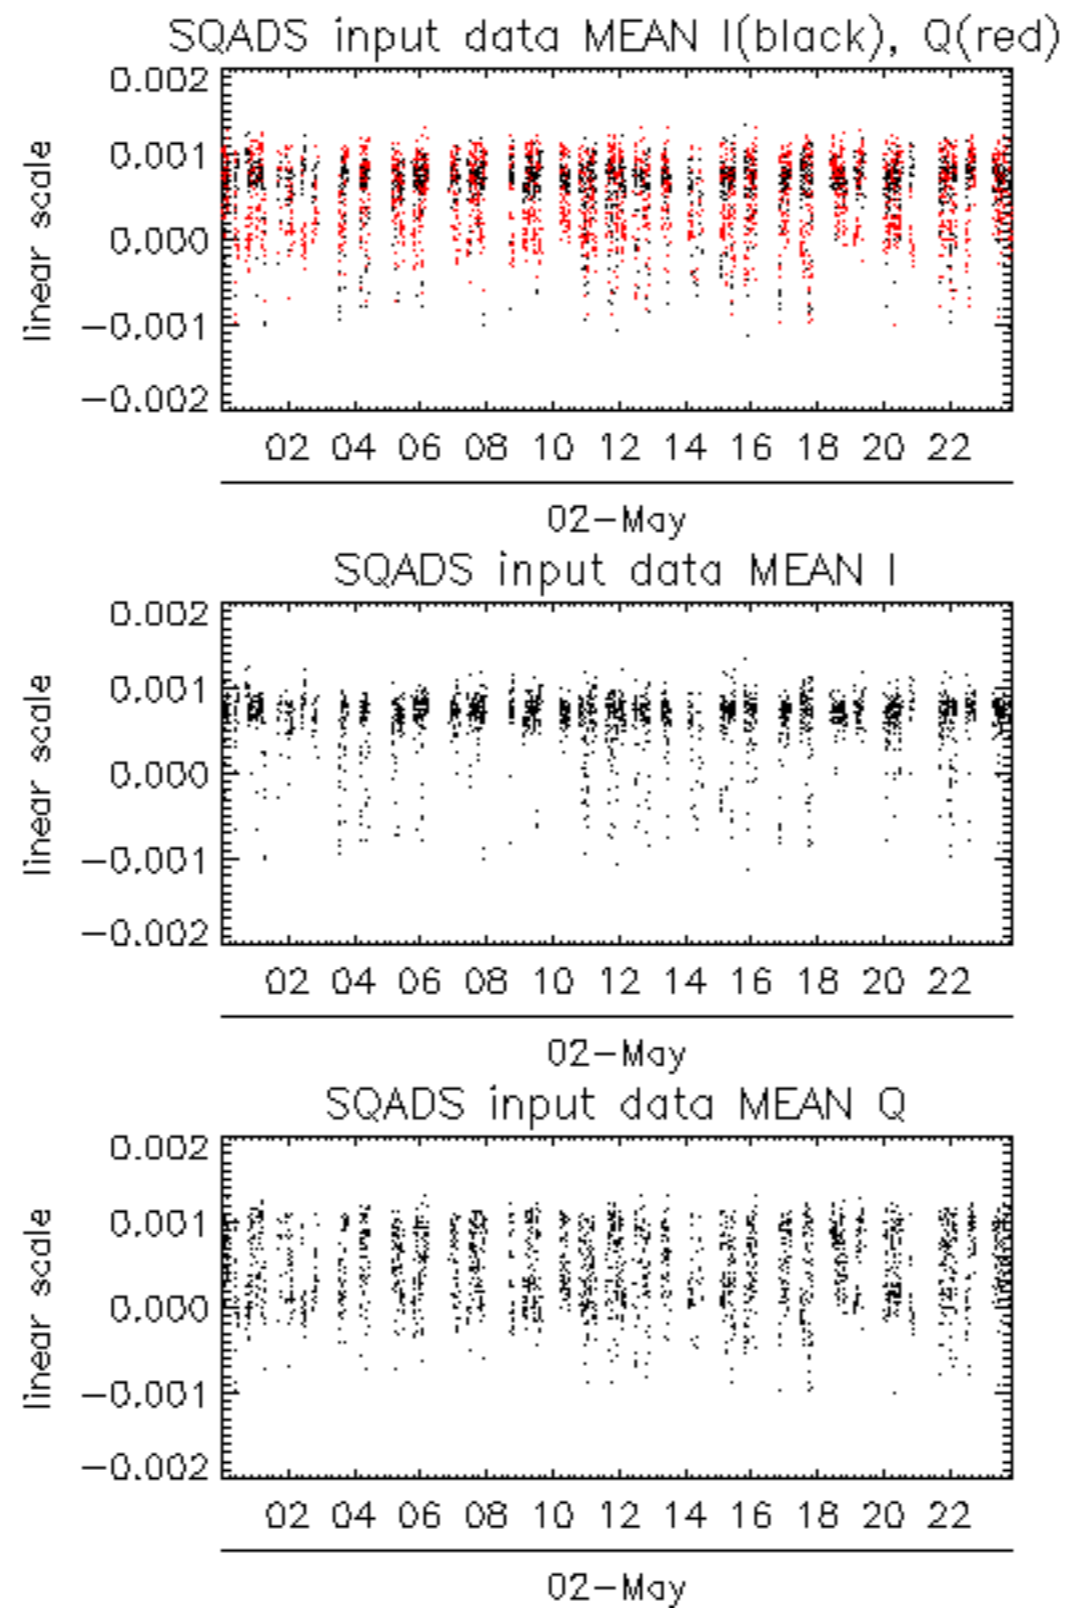 SQADS input data MEAN I(black), Q(red)
0.002
0.001
0.000
-0.001
-0.002
linear scale
02 04 06 08 10 12 14 16 18 20 22
02-May
SQADS input data MEAN I
0.002
0.001
0.000
-0.001
-0.002
linear scale
02 04 06 08 10 12 14 16 18 20 22
02-May
SQADS input data MEAN Q
0.002
0.001
0.000
-0.001
-0.002
linear scale
02 04 06 08 10 12 14 16 18 20 22
02-May